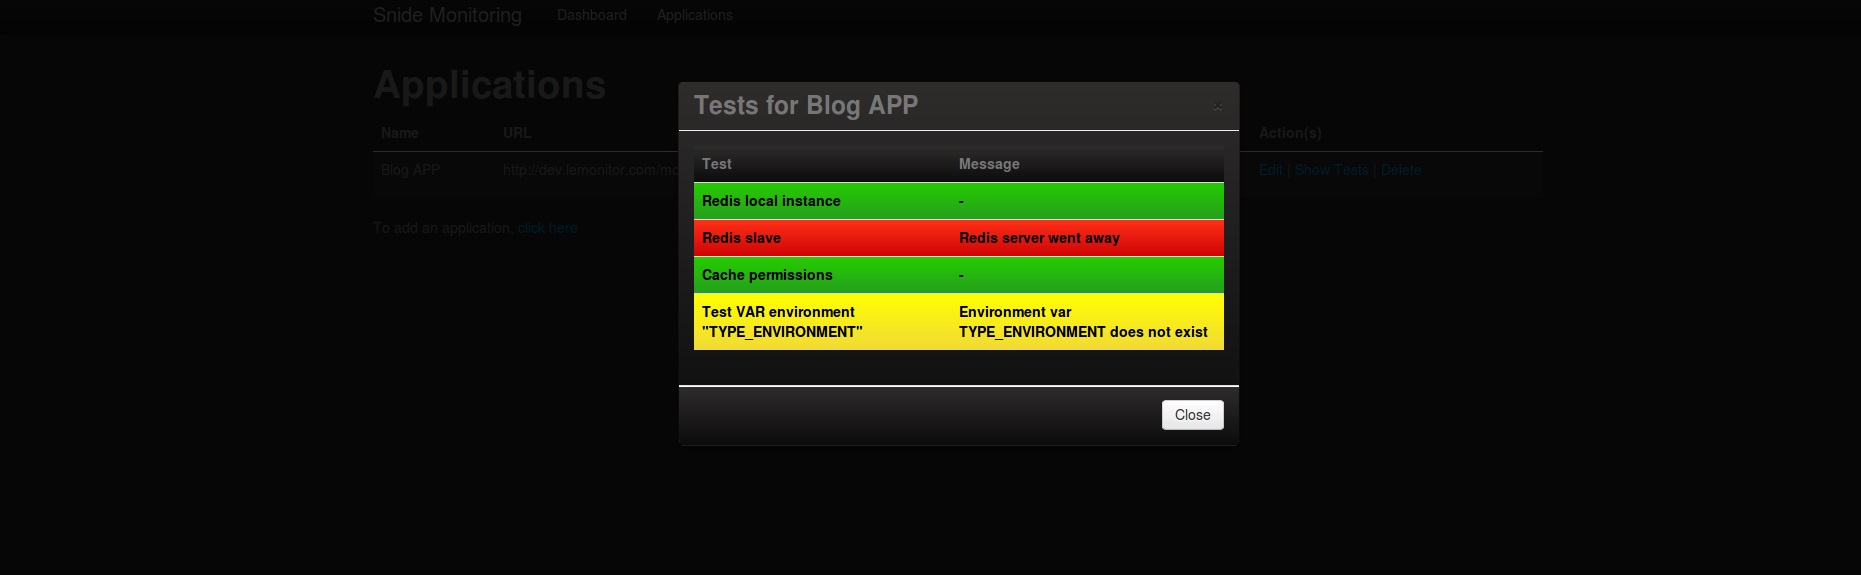 Snide Monitoring Dashboard Applications
Applications
Name URL Action(s)
Blog APP http://dev.lemonitor.com/mo Edit | Show Tests | Delete
To add an application, click here
Tests for Blog APP ×
Test Message
Redis local instance -
Redis slave Redis server went away
Cache permissions -
Test VAR environment Environment var
"TYPE_ENVIRONMENT" TYPE_ENVIRONMENT does not exist
Close